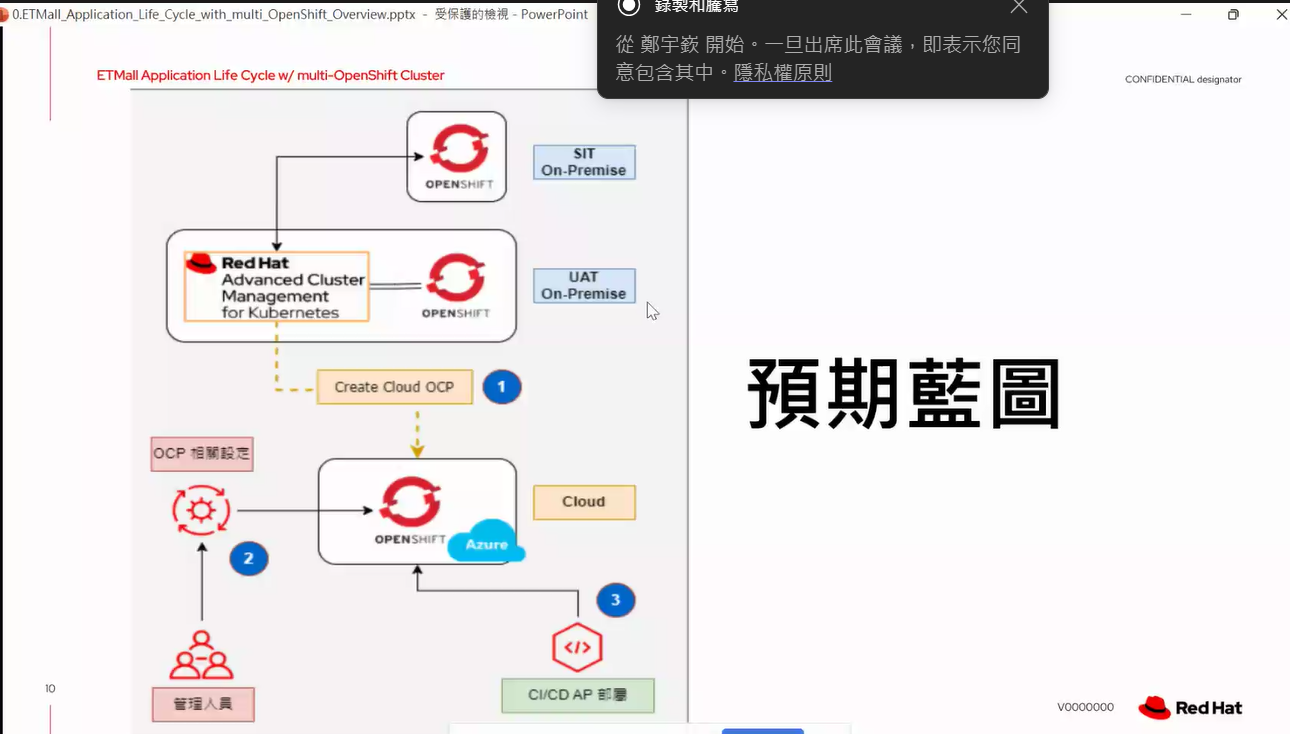 0.ETMall_Application_Life_Cycle_with_multi_OpenShift_Overview.pptx - 受保護的檢視 - PowerPoint
錄製和騰寫
從 鄭宇嶔 開始。一旦出席此會議，即表示您同
意包含其中。隱私權原則
ETMall Application Life Cycle w/ multi-OpenShift Cluster
CONFIDENTIAL designator
OPENSHIFT
SIT
On-Premise
Red Hat
Advanced Cluster
Management
for Kubernetes
OPENSHIFT
UAT
On-Premise
Create Cloud OCP
1
預期藍圖
OCP 相關設定
OPENSHIFT
Azure
Cloud
2
3
管理人員
CI/CD AP 部署
10
V0000000
Red Hat